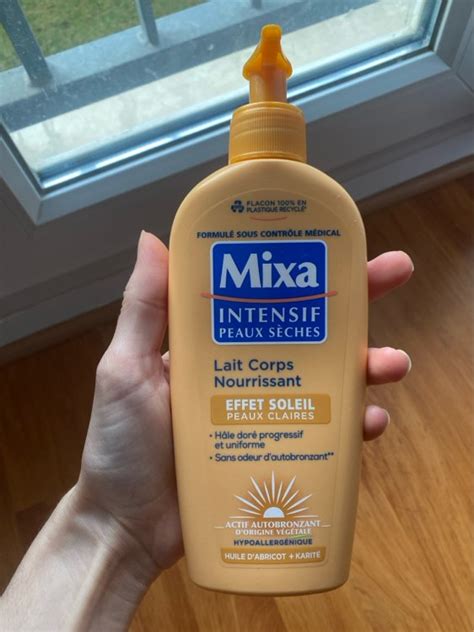 FLACON 100% EN
PLASTIQUE RECYCLÉ*
FORMULÉ SOUS CONTRÔLE MÉDICAL
Mixa
INTENSIF
PEAUX SÈCHES
Lait Corps
Nourrissant
EFFET SOLEIL
PEAUX CLAIRES
• Hâle doré progressif
et uniforme
• Sans odeur d'autobronzant**
ACTIF AUTOBRONZANT
D'ORIGINE VÉGÉTALE
HYPOALLERGÉNIQUE
HUILE D'ABRICOT + KARITÉ